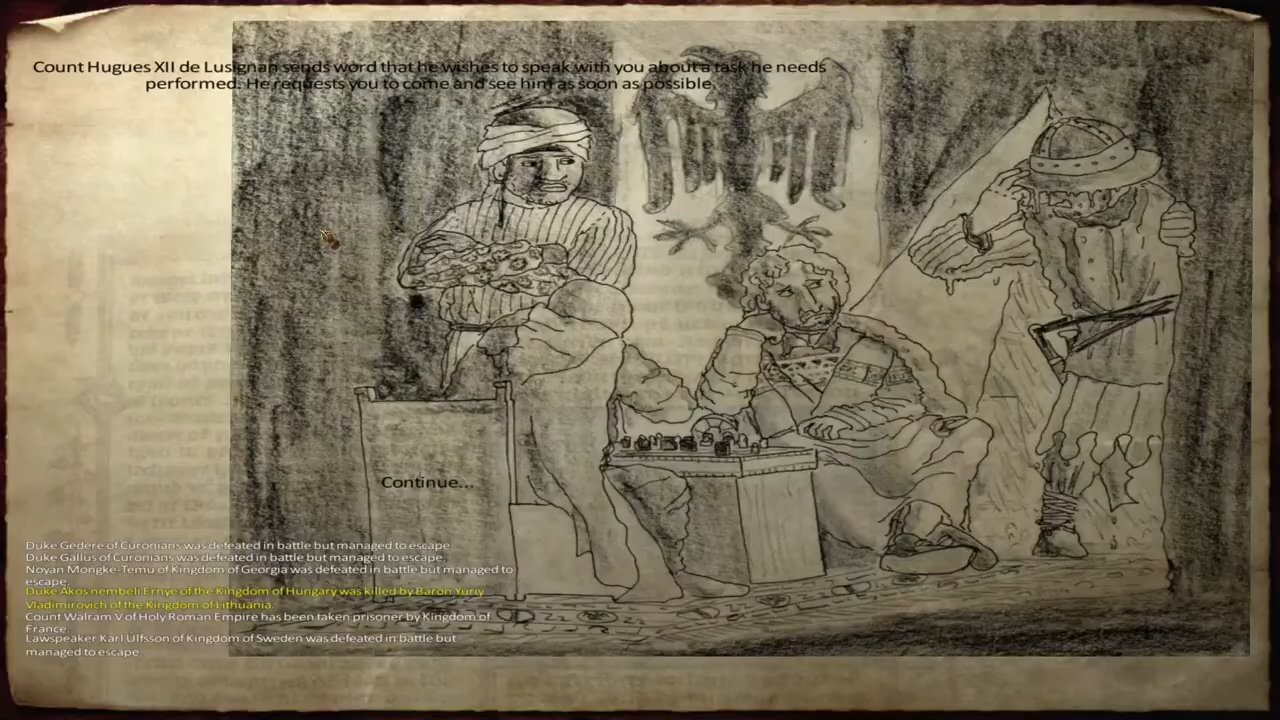 Count Hugues XII de Lusignan sends word that he wishes to speak with you about a task he needs
performed. He requests you to come and see him as soon as possible.
Continue...
Duke Gedere of Curonians was defeated in battle but managed to escape.
Duke Gallus of Curonians was defeated in battle but managed to escape.
Noyan Mongke-Temu of Kingdom of Georgia was defeated in battle but managed to
escape.
Duke Akos nembeli Ernye of the Kingdom of Hungary was killed by Baron Yuriy
Vladimirovich of the Kingdom of Lithuania.
Count Walram V of Holy Roman Empire has been taken prisoner by Kingdom of
France.
Lawspeaker Karl Ulfsson of Kingdom of Sweden was defeated in battle but
managed to escape.